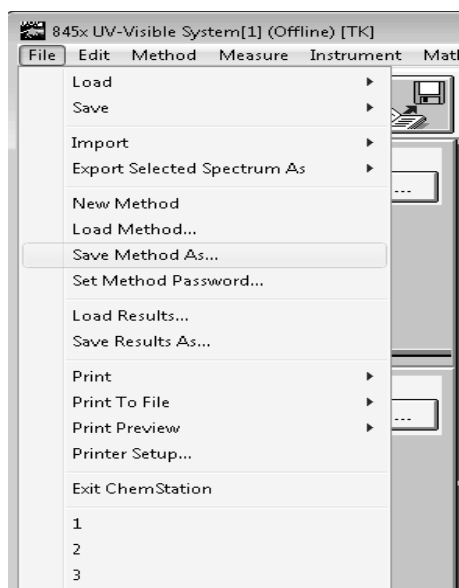 845x UV-Visible System[1] (Offline) [TK]
File Edit Method Measure Instrument
Load
Save
Import
Export Selected Spectrum As
...
New Method
Load Method...
Save Method As...
Set Method Password...
Load Results...
Save Results As...
Print
Print To File
...
Print Preview
Printer Setup...
Exit ChemStation
1
2
3